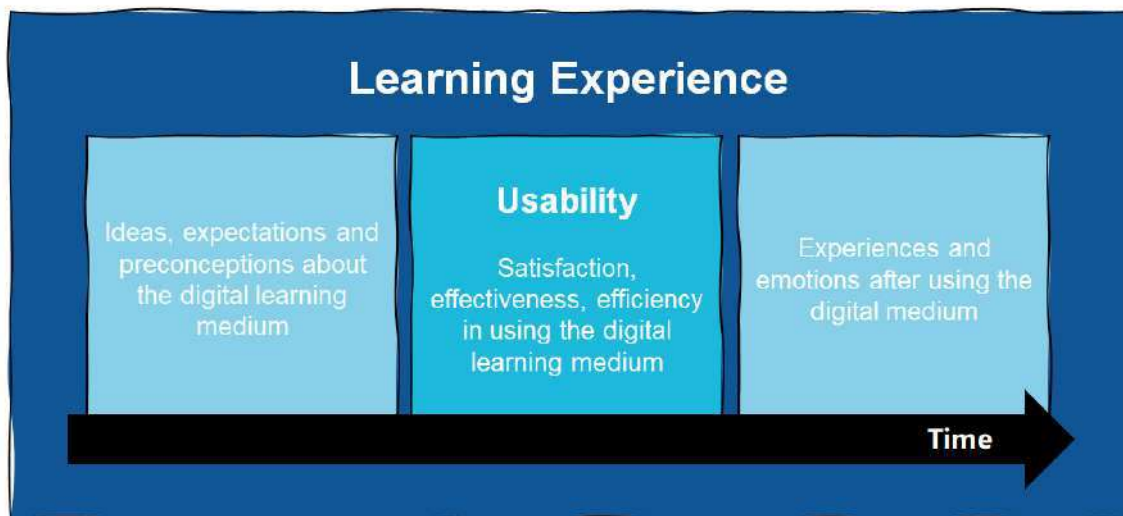 Learning Experience
Ideas, expectations and
preconceptions about
the digital learning
medium
Usability
Satisfaction,
effectiveness, efficiency
in using the digital
learning medium
Experiences and
emotions after using the
digital medium
Time